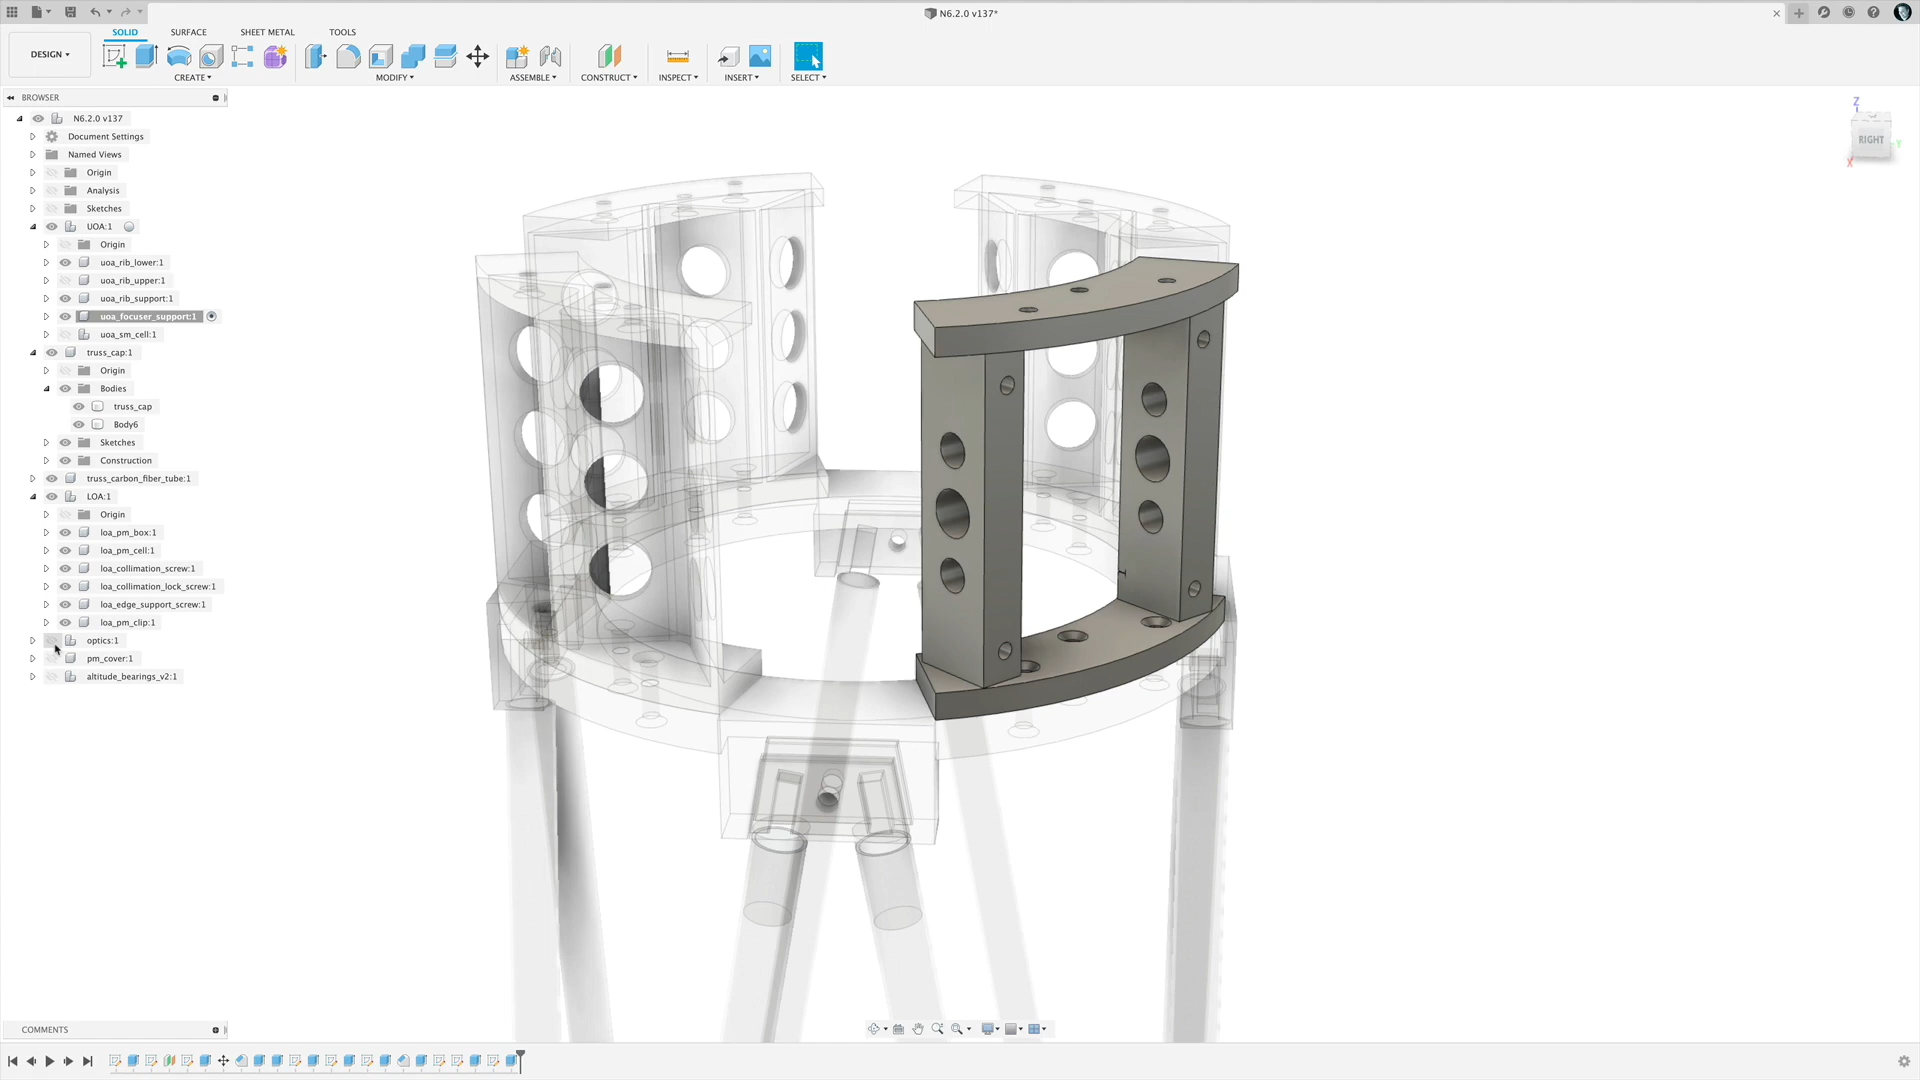 N6.2.0 v137*
DESIGN
SOLID
SURFACE
SHEET METAL
TOOLS
CREATE
MODIFY
ASSEMBLE
CONSTRUCT
INSPECT
INSERT
SELECT
BROWSER
N6.2.0 v137
Document Settings
Named Views
Origin
Analysis
Sketches
UOA:1
Origin
uoa_rib_lower:1
uoa_rib_upper:1
uoa_rib_support:1
uoa_focuser_support:1
uoa_sm_cell:1
truss_cap:1
Origin
Bodies
truss_cap
Body6
Sketches
Construction
truss_carbon_fiber_tube:1
LOA:1
Origin
loa_pm_box:1
loa_pm_cell:1
loa_collimation_screw:1
loa_collimation_lock_screw:1
loa_edge_support_screw:1
loa_pm_clip:1
optics:1
pm_cover:1
altitude_bearings_v2:1
Z
RIGHT
Y
X
COMMENTS